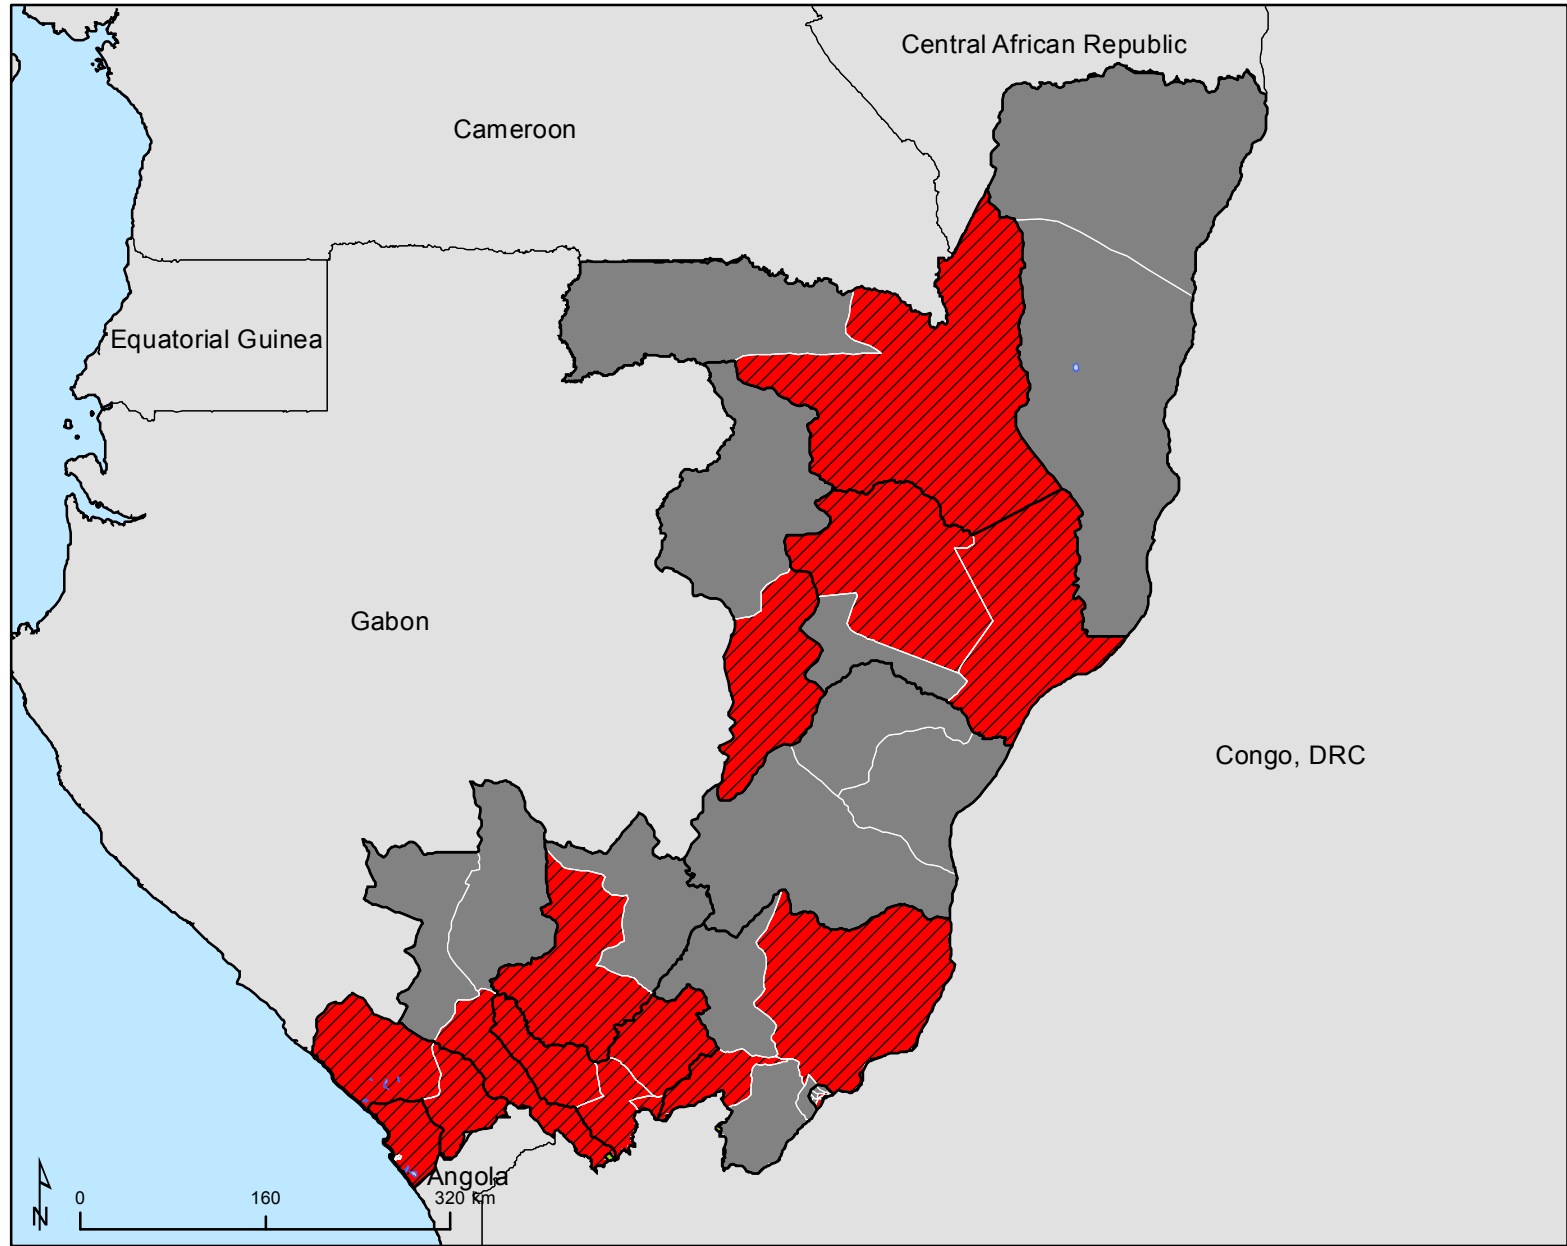 Central African Republic
Cameroon
Equatorial Guinea
Gabon
Congo, DRC
Angola
0 160 320 km
N